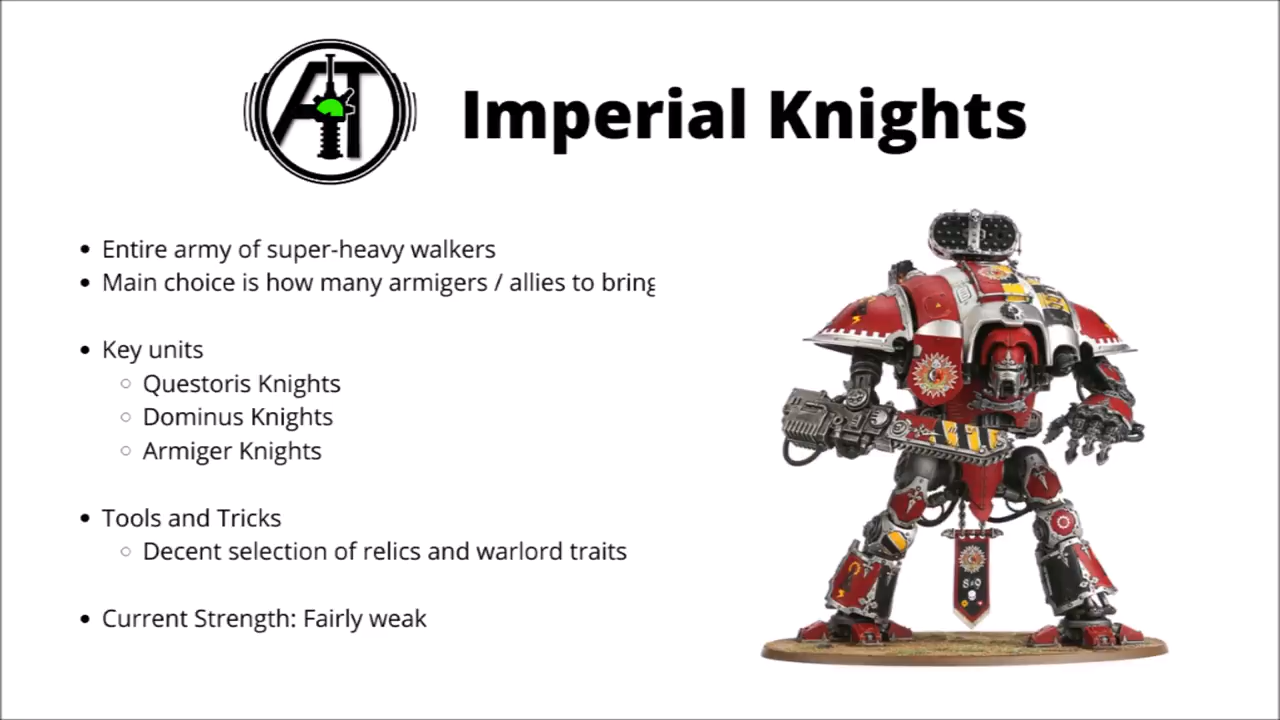 AT
Imperial Knights
Entire army of super-heavy walkers
Main choice is how many armigers / allies to bring
Key units
Questoris Knights
Dominus Knights
Armiger Knights
Tools and Tricks
Decent selection of relics and warlord traits
Current Strength: Fairly weak